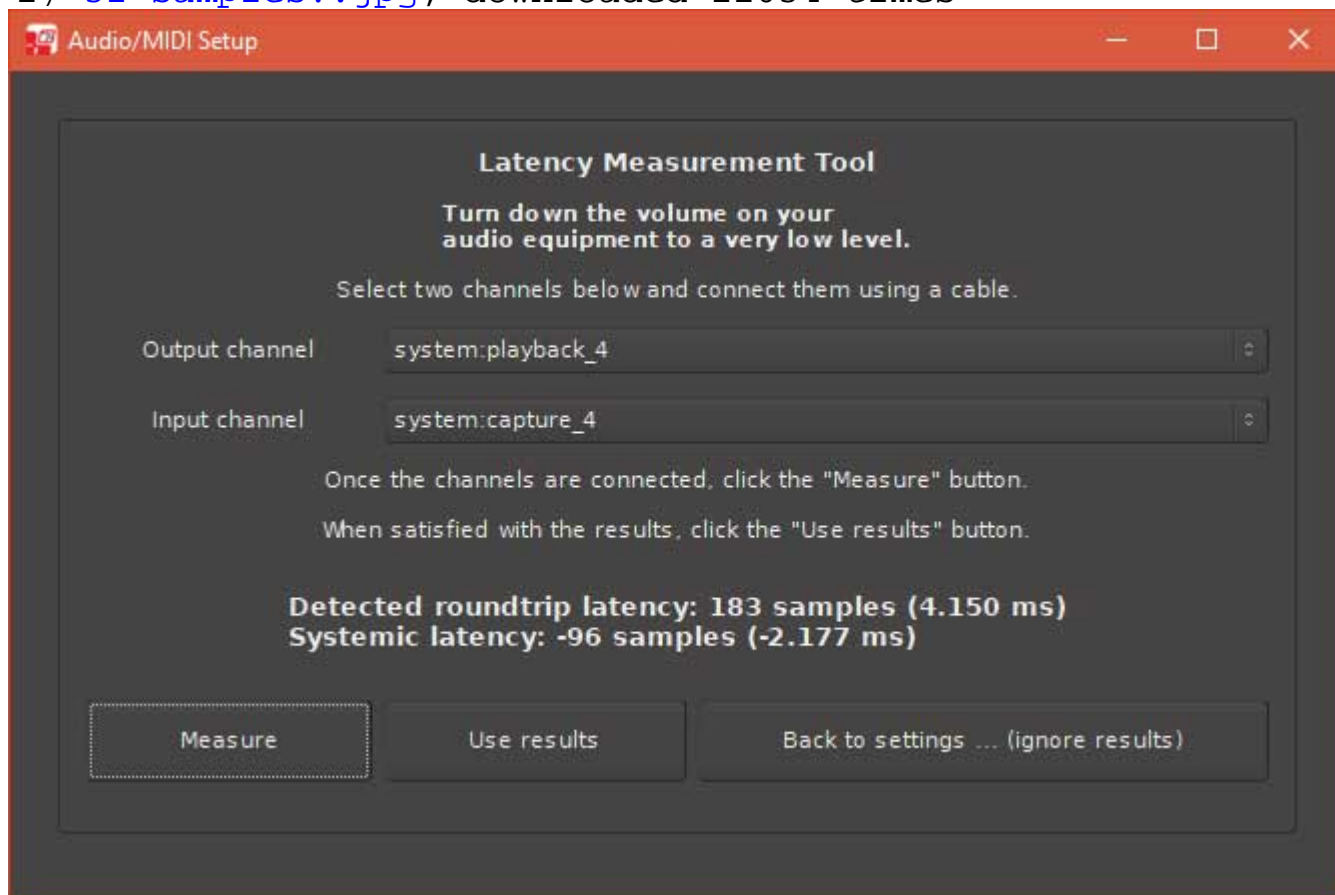 Audio/MIDI Setup
Latency Measurement Tool
Turn down the volume on your
audio equipment to a very low level.
Select two channels below and connect them using a cable.
Output channel system:playback_4
Input channel system:capture_4
Once the channels are connected, click the "Measure" button.
When satisfied with the results, click the "Use results" button.
Detected roundtrip latency: 183 samples (4.150 ms)
Systemic latency: -96 samples (-2.177 ms)
Measure Use results Back to settings ... (ignore results)